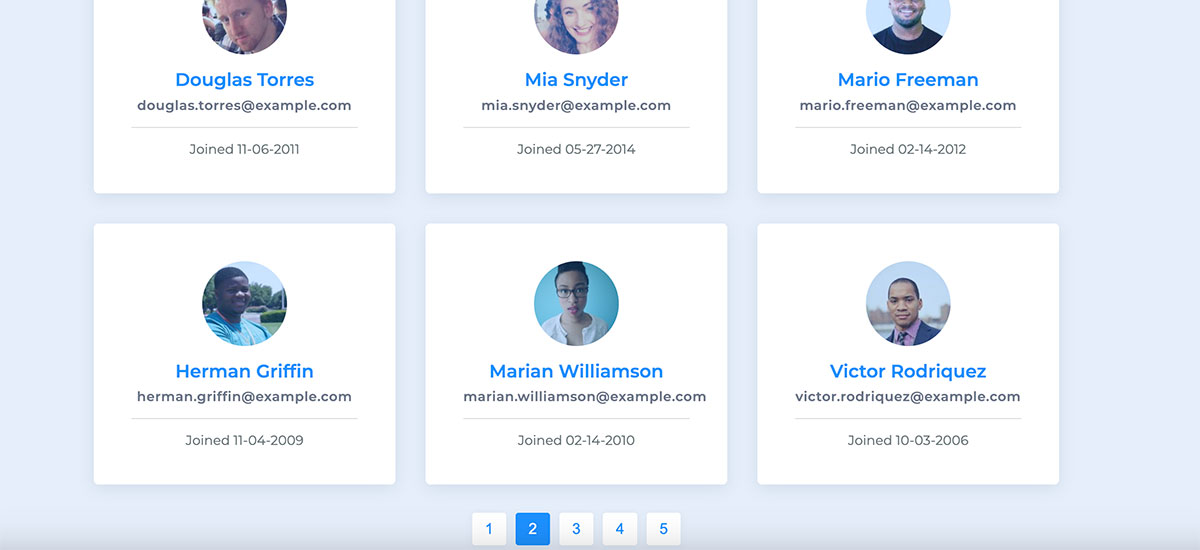 Douglas Torres
douglas.torres@example.com
Joined 11-06-2011
Mia Snyder
mia.snyder@example.com
Joined 05-27-2014
Mario Freeman
mario.freeman@example.com
Joined 02-14-2012
Herman Griffin
herman.griffin@example.com
Joined 11-04-2009
Marian Williamson
marian.williamson@example.com
Joined 02-14-2010
Victor Rodriquez
victor.rodriquez@example.com
Joined 10-03-2006
1 2 3 4 5